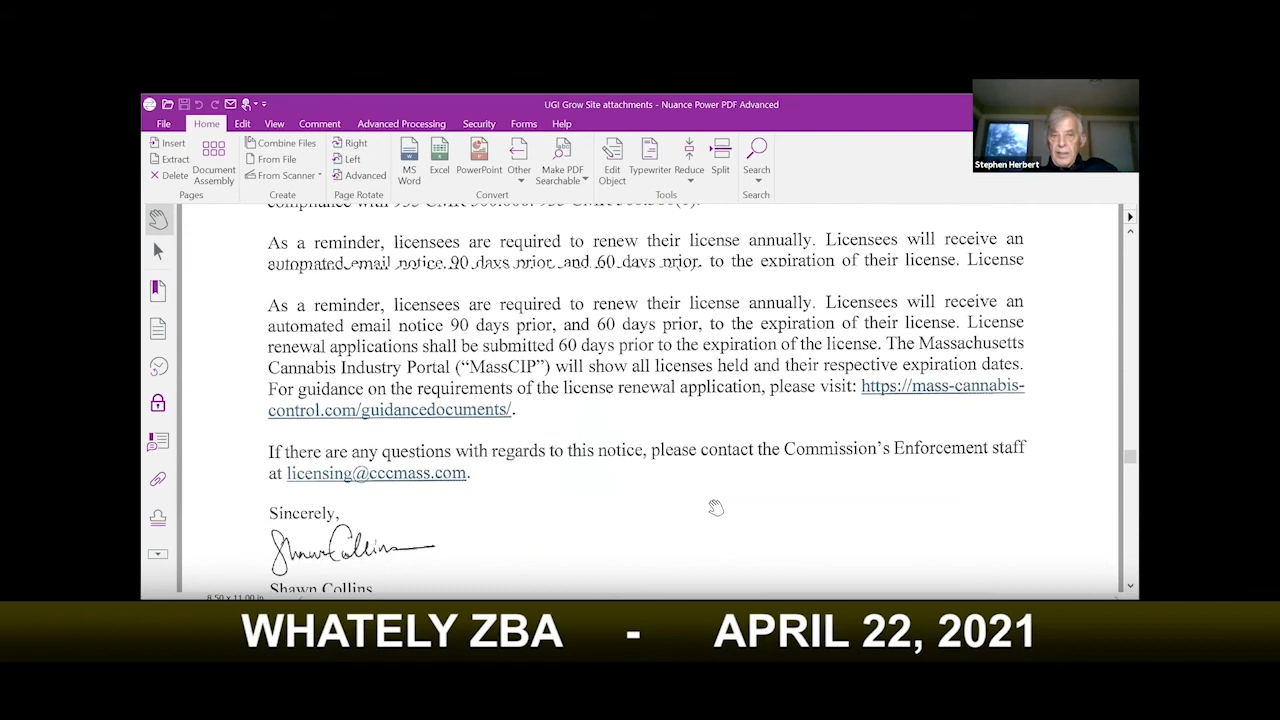 UGI Grow Site attachments - Nuance Power PDF Advanced
File Home Edit View Comment Advanced Processing Security Forms Help
Insert
Extract
Delete
Document Assembly
Pages
Combine Files
From File
From Scanner
Create
Right
Left
Advanced
Page Rotate
MS Word
Excel
PowerPoint
Other
Make PDF Searchable
Convert
Edit Object
Typewriter
Reduce
Split
Tools
Search
Search
Stephen Herbert
As a reminder, licensees are required to renew their license annually. Licensees will receive an
automated email notice 90 days prior, and 60 days prior, to the expiration of their license. License
As a reminder, licensees are required to renew their license annually. Licensees will receive an
automated email notice 90 days prior, and 60 days prior, to the expiration of their license. License
renewal applications shall be submitted 60 days prior to the expiration of the license. The Massachusetts
Cannabis Industry Portal (“MassCIP”) will show all licenses held and their respective expiration dates.
For guidance on the requirements of the license renewal application, please visit: https://mass-cannabis-
control.com/guidancedocuments/.
If there are any questions with regards to this notice, please contact the Commission’s Enforcement staff
at licensing@cccmass.com.
Sincerely,
Shawn Collins
Shawn Collins
8.50 x 11.00 in
WHATELY ZBA - APRIL 22, 2021